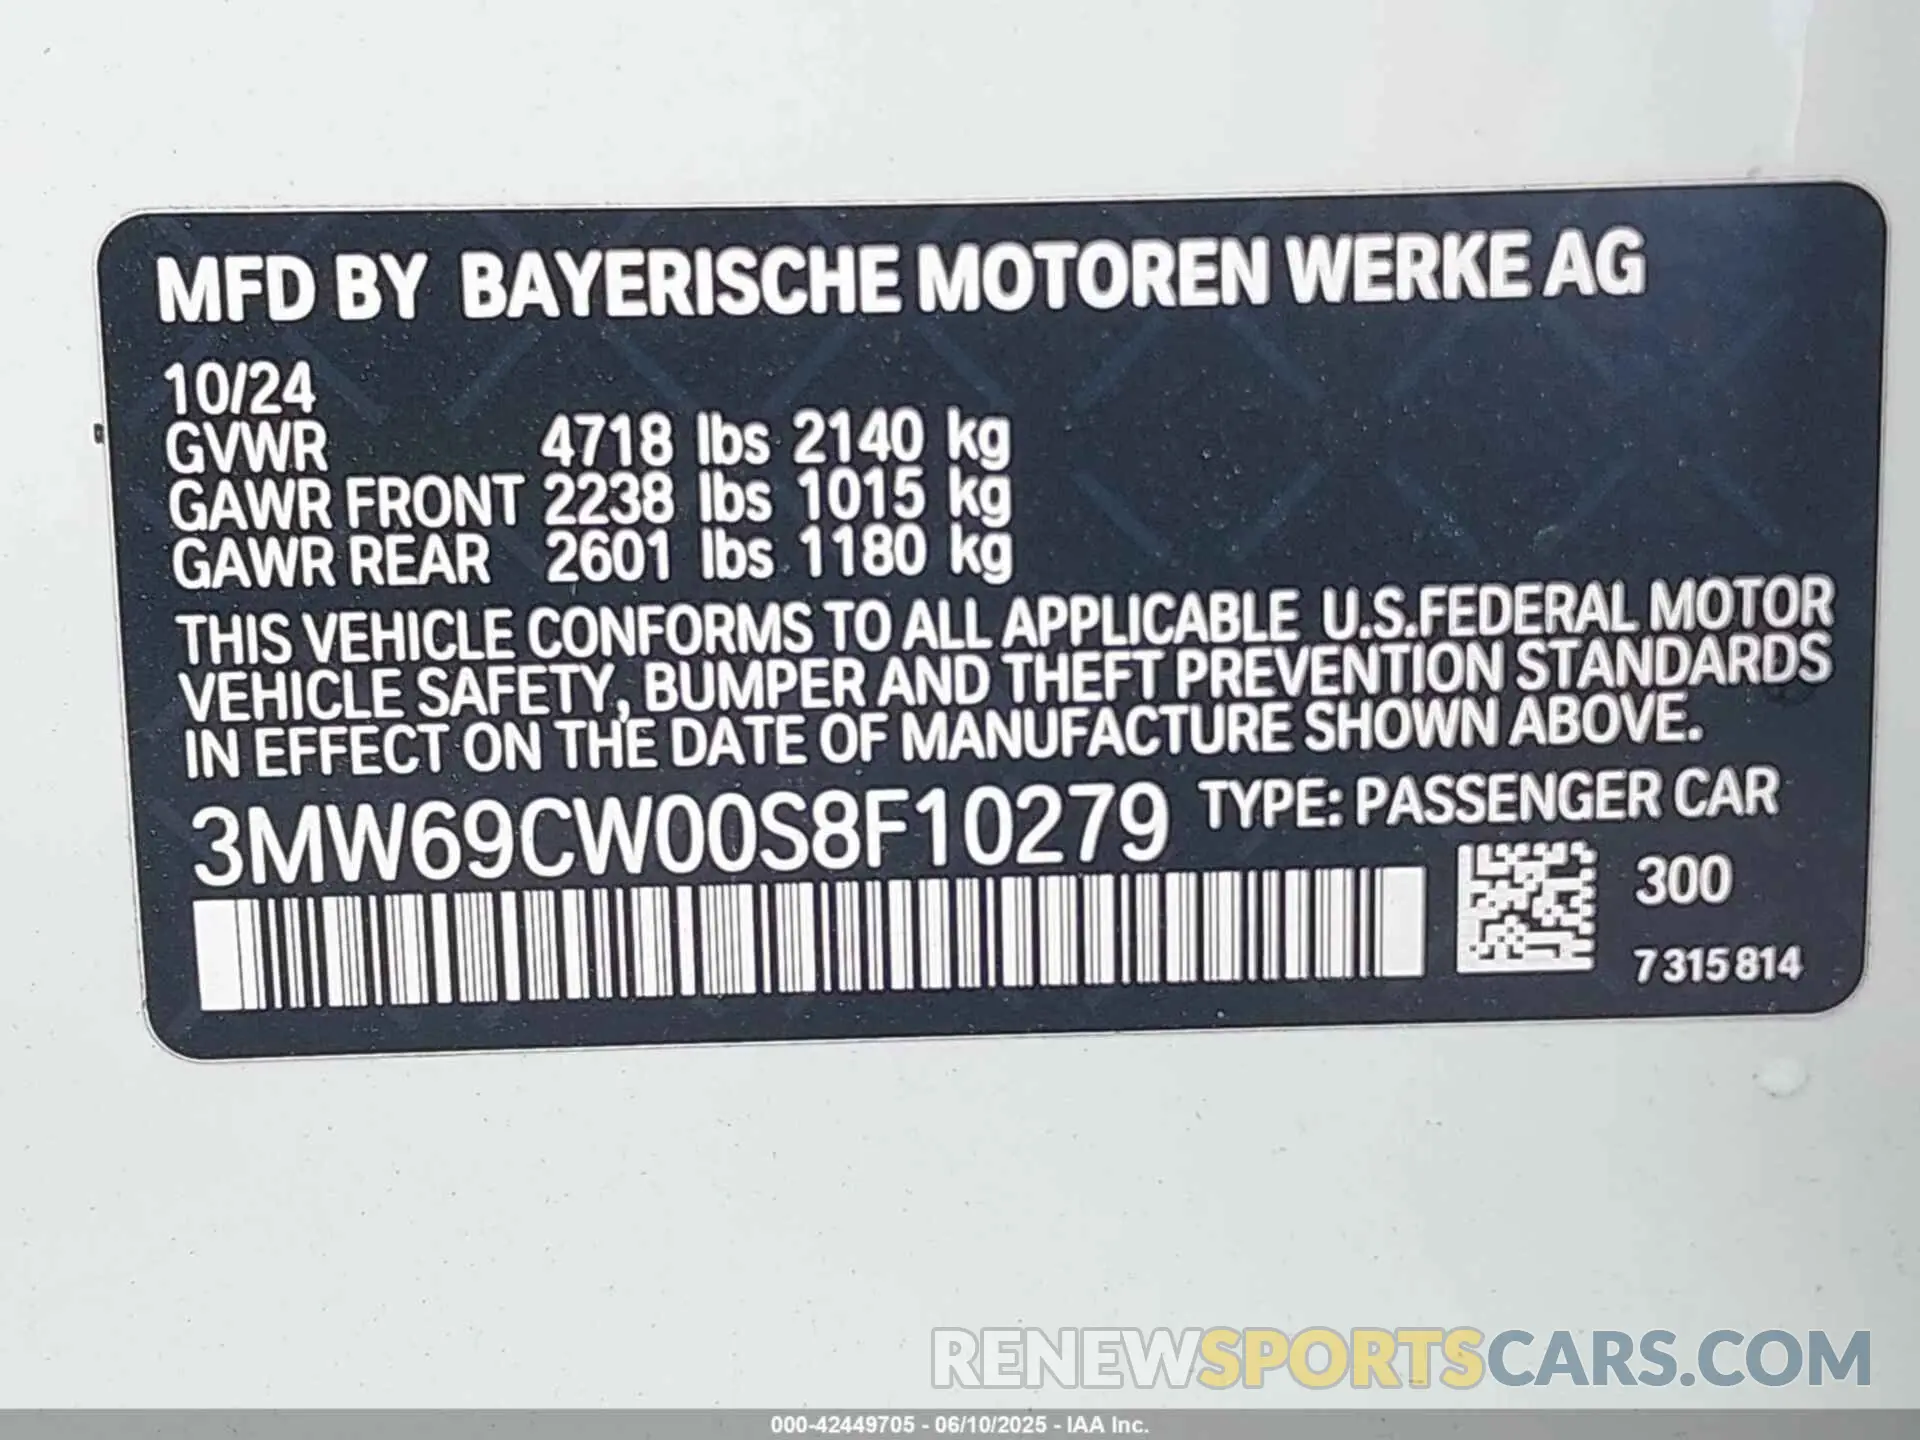 MFD BY BAYERISCHE MOTOREN WERKE AG
10/24
GVWR 4718 lbs 2140 kg
GAWR FRONT 2238 lbs 1015 kg
GAWR REAR 2601 lbs 1180 kg
THIS VEHICLE CONFORMS TO ALL APPLICABLE U.S.FEDERAL MOTOR
VEHICLE SAFETY, BUMPER AND THEFT PREVENTION STANDARDS
IN EFFECT ON THE DATE OF MANUFACTURE SHOWN ABOVE.
3MW69CW00S8F10279 TYPE: PASSENGER CAR
300
7315814
RENEWSPORTSCARS.COM
000-42449705 - 06/10/2025 - IAA Inc.